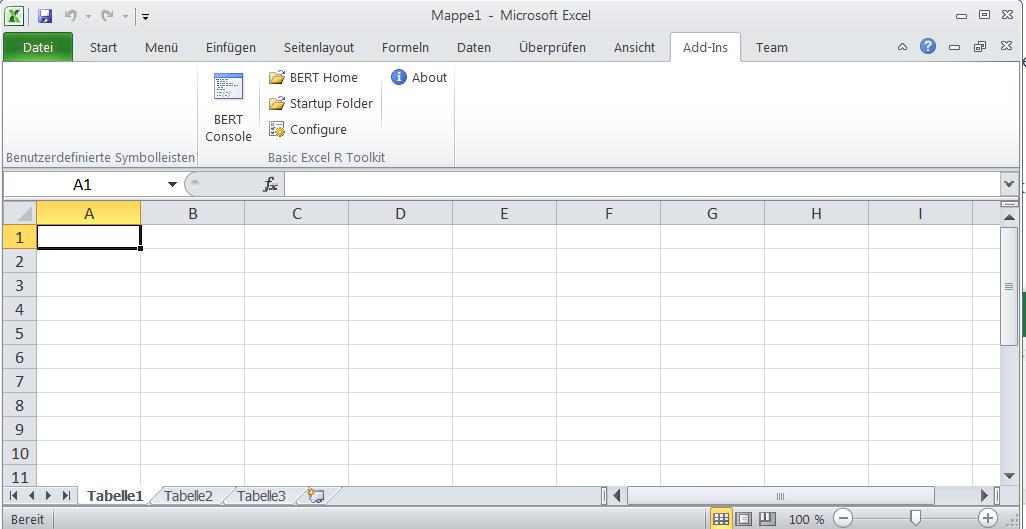 Mappe1 - Microsoft Excel
Datei Start Menü Einfügen Seitenlayout Formeln Daten Überprüfen Ansicht Add-Ins Team
BERT Home About
Startup Folder
BERT
Console
Configure
Benutzerdefinierte Symbolleisten Basic Excel R Toolkit
A1 fx
A B C D E F G H I
1
2
3
4
5
6
7
8
9
10
11
Tabelle1 Tabelle2 Tabelle3
Bereit 100 %